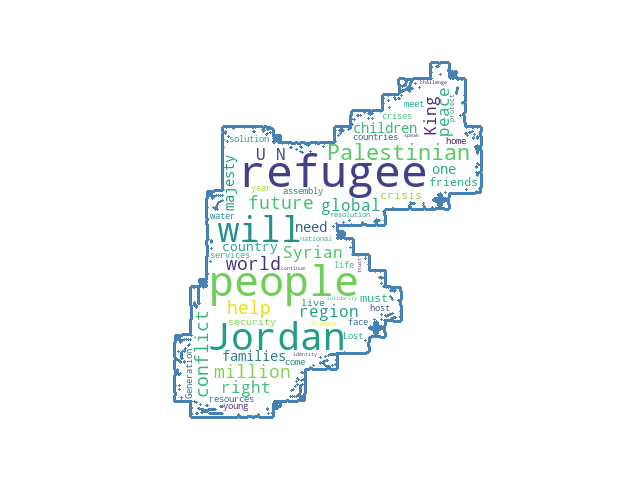 challenge
King
peace
protect
meet
crises
children
countries
speak
home
solution
U N
Palestinian
refugee
one
friends
majesty
year
assembly
crisis
future
global
resolution
water
will
need
national
country
services
Syrian
world
continue
life
trust
people
solidarity
must
help
live
region
host
conflict
security
face
Jordan
Lost
families
identity
come
Generation
million
right
resources
young